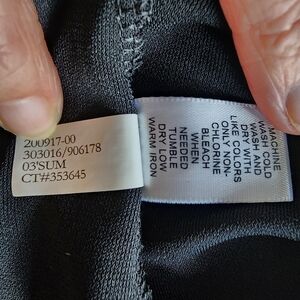 200917-00
303016/906178
03'SUM
CT#353645
MACHINE
WASH COLD
WASH AND
DRY WITH
LIKE COLORS
ONLY NON-
CHLORINE
BLEACH
WHEN
NEEDED
TUMBLE
DRY LOW
WARM IRON